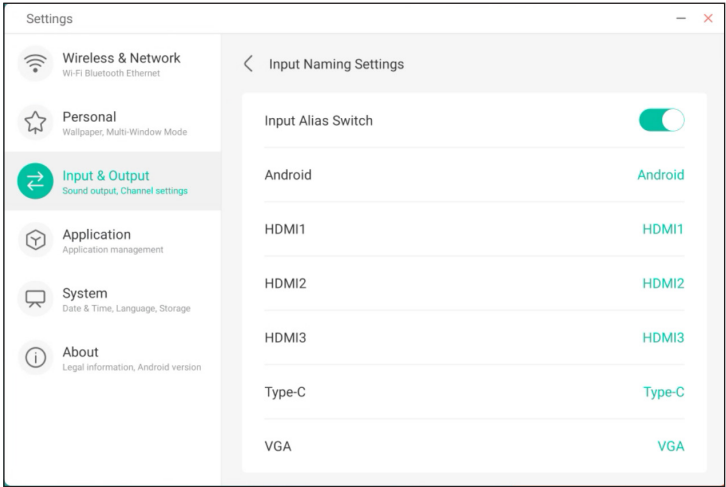 Settings
Wireless & Network
Wi-Fi Bluetooth Ethernet
Personal
Wallpaper, Multi-Window Mode
Input & Output
Sound output, Channel settings
Application
Application management
System
Date & Time, Language, Storage
About
Legal information, Android version
Input Naming Settings
Input Alias Switch
Android Android
HDMI1 HDMI1
HDMI2 HDMI2
HDMI3 HDMI3
Type-C Type-C
VGA VGA